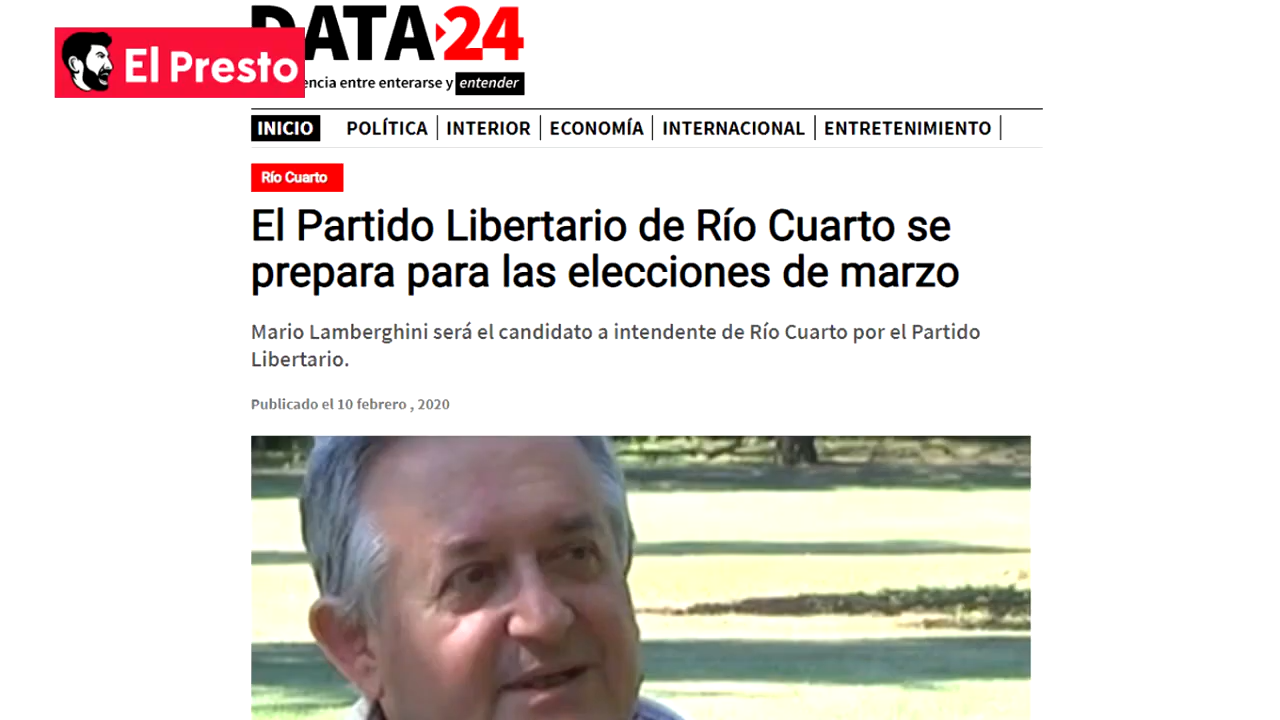 DATA24
El Presto
encia entre enterarse y entender
INICIO POLÍTICA INTERIOR ECONOMÍA INTERNACIONAL ENTRETENIMIENTO
Río Cuarto
El Partido Libertario de Río Cuarto se
prepara para las elecciones de marzo
Mario Lamberghini será el candidato a intendente de Río Cuarto por el Partido
Libertario.
Publicado el 10 febrero , 2020